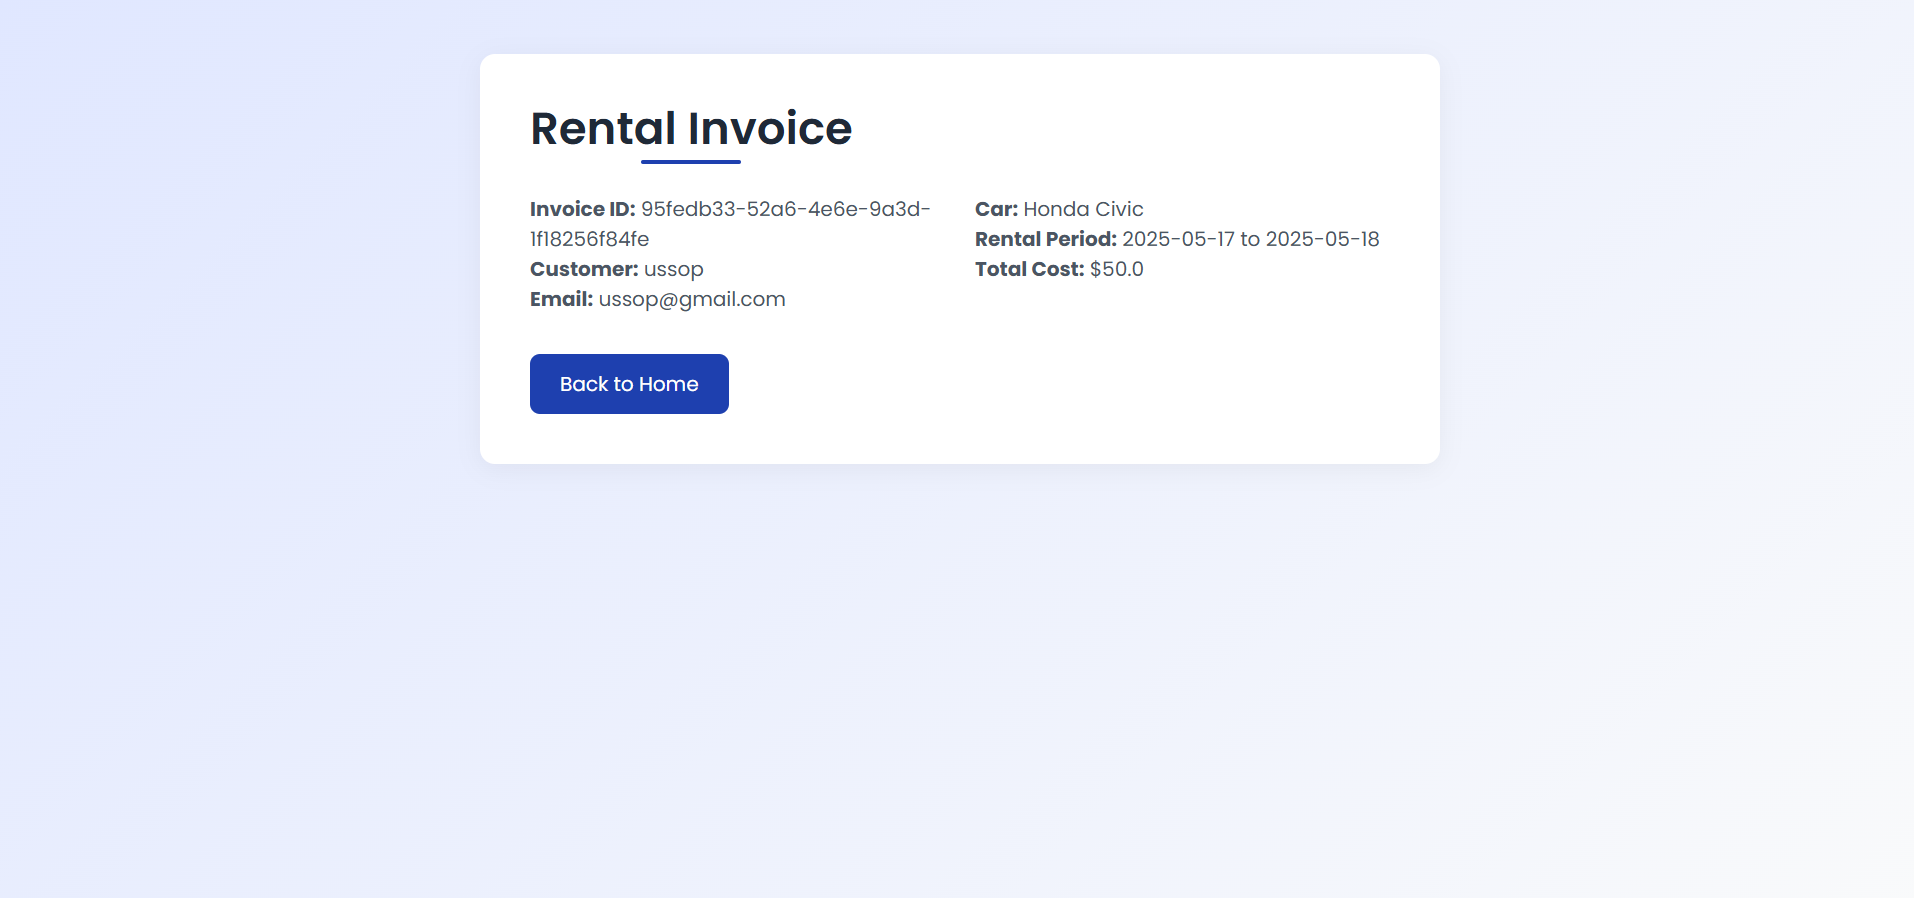 Rental Invoice
Invoice ID: 95fedb33-52a6-4e6e-9a3d-
1f18256f84fe
Customer: ussop
Email: ussop@gmail.com
Car: Honda Civic
Rental Period: 2025-05-17 to 2025-05-18
Total Cost: $50.0
Back to Home